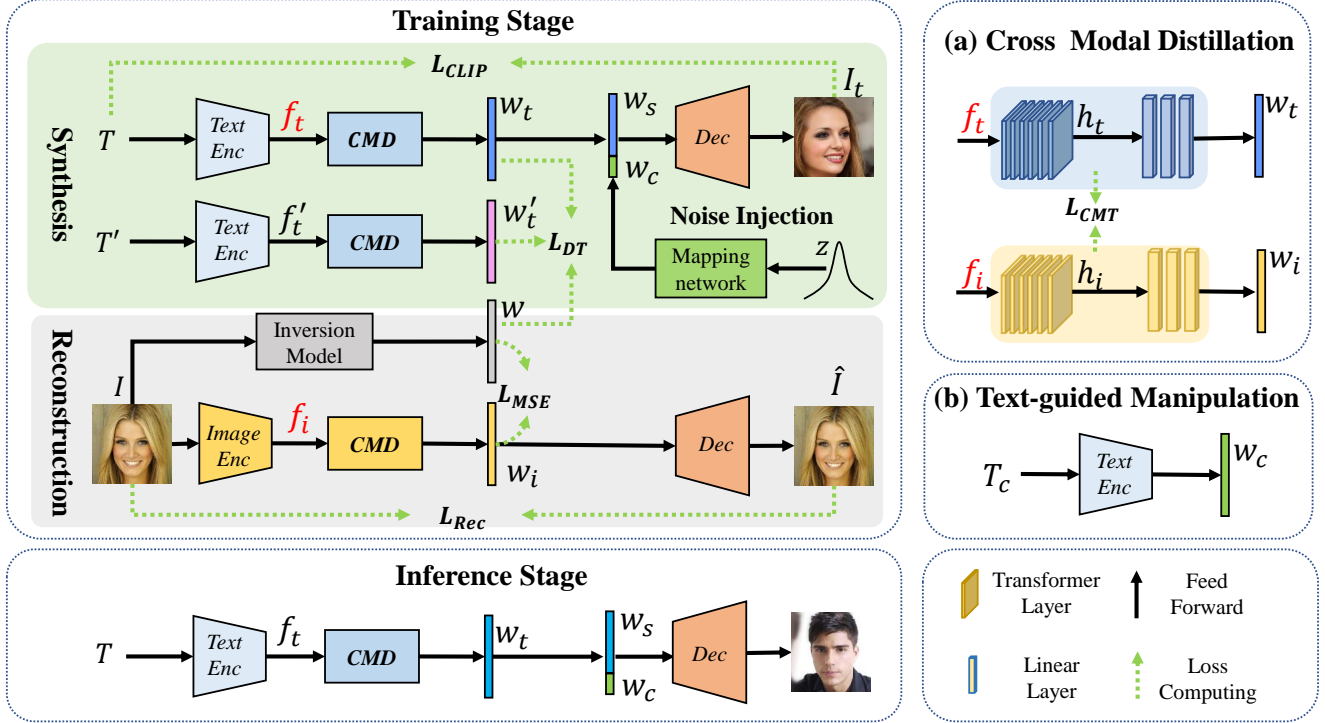 Training Stage
Synthesis
L_CLIP
T
Text
Enc
f_t
CMD
w_t
w_s
w_c
Dec
I_t
T′
Text
Enc
f_t′
CMD
w_t′
L_DT
Noise Injection
Mapping
network
z
Reconstruction
I
Inversion
Model
w
L_MSE
Image
Enc
f_i
CMD
w_i
Dec
Î
L_Rec
Inference Stage
T
Text
Enc
f_t
CMD
w_t
w_s
w_c
Dec
(a) Cross Modal Distillation
f_t
h_t
w_t
L_CMT
f_i
h_i
w_i
(b) Text-guided Manipulation
T_c
Text
Enc
w_c
Transformer
Layer
Feed
Forward
Linear
Layer
Loss
Computing